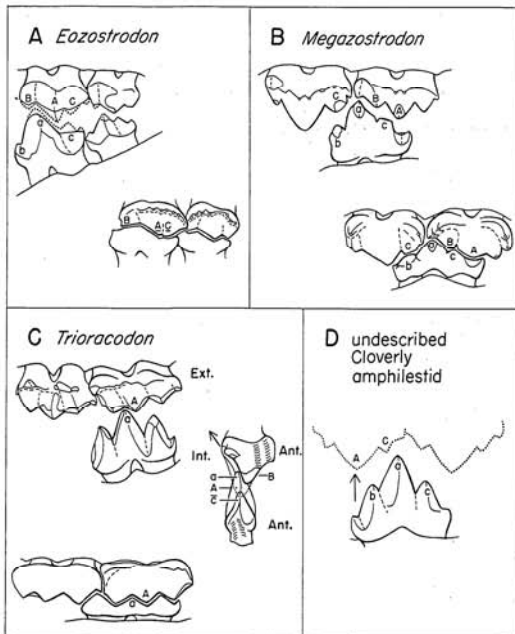 A Eozostrodon
B A C
a
b c
B A C
B Megazostrodon
C B A
a
c
b
C B A
a
b c
C Trioracodon
Ext.
A
a
Int. Ant.
a B
A
C
Ant.
A
a
D undescribed
Cloverly
amphilestid
A C
a
b c